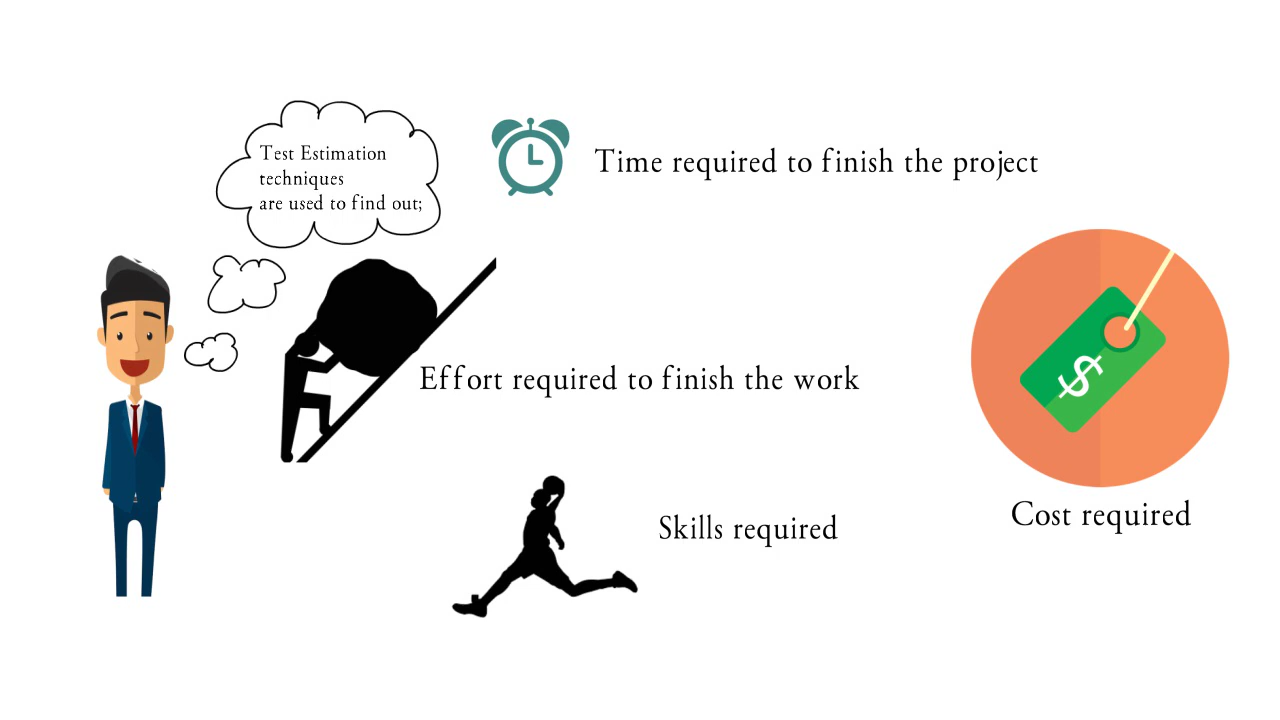 Test Estimation
techniques
are used to find out;
Time required to finish the project
Effort required to finish the work
Skills required
$
Cost required